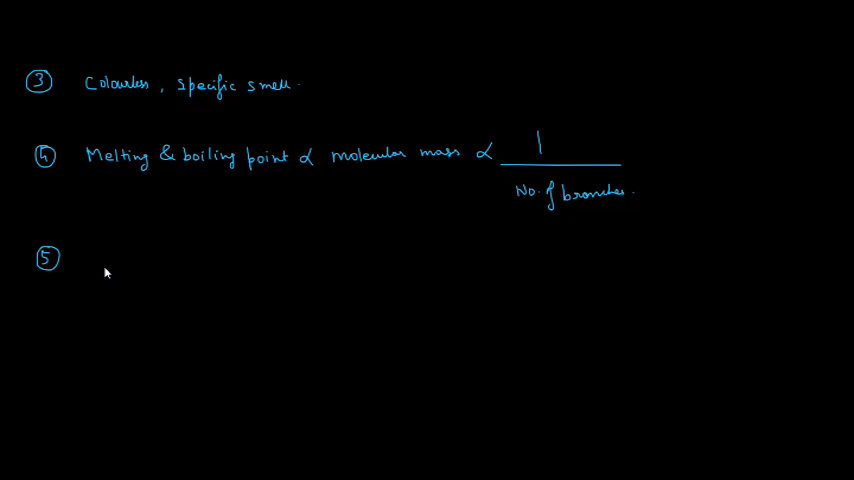 ③ Colourless, specific smell.
④ Melting & boiling point ∝ molecular mass ∝ 1 / No. of branches.
⑤